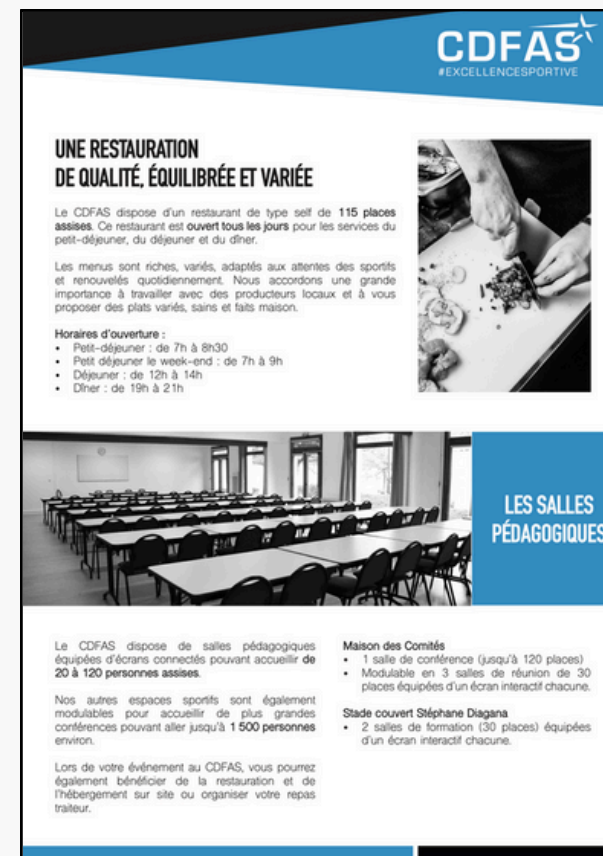 CDFAS
#EXCELLENCESPORTIVE
UNE RESTAURATION
DE QUALITÉ, ÉQUILIBRÉE ET VARIÉE
Le CDFAS dispose d'un restaurant de type self de 115 places
assises. Ce restaurant est ouvert tous les jours pour les services du
petit-déjeuner, du déjeuner et du dîner.
Les menus sont riches, variés, adaptés aux attentes des sportifs
et renouvelés quotidiennement. Nous accordons une grande
importance à travailler avec des producteurs locaux et à vous
proposer des plats variés, sains et faits maison.
Horaires d'ouverture :
• Petit-déjeuner : de 7h à 8h30
• Petit déjeuner le week-end : de 7h à 9h
• Déjeuner : de 12h à 14h
• Dîner : de 19h à 21h
LES SALLES
PÉDAGOGIQUES
Le CDFAS dispose de salles pédagogiques
équipées d'écrans connectés pouvant accueillir de
20 à 120 personnes assises.
Nos autres espaces sportifs sont également
modulables pour accueillir de plus grandes
conférences pouvant aller jusqu'à 1 500 personnes
environ.
Lors de votre événement au CDFAS, vous pourrez
également bénéficier de la restauration et de
l'hébergement sur site ou organiser votre repas
traiteur.
Maison des Comités
• 1 salle de conférence (jusqu'à 120 places)
• Modulable en 3 salles de réunion de 30
places équipées d'un écran interactif chacune.
Stade couvert Stéphane Diagana
• 2 salles de formation (30 places) équipées
d'un écran interactif chacune.